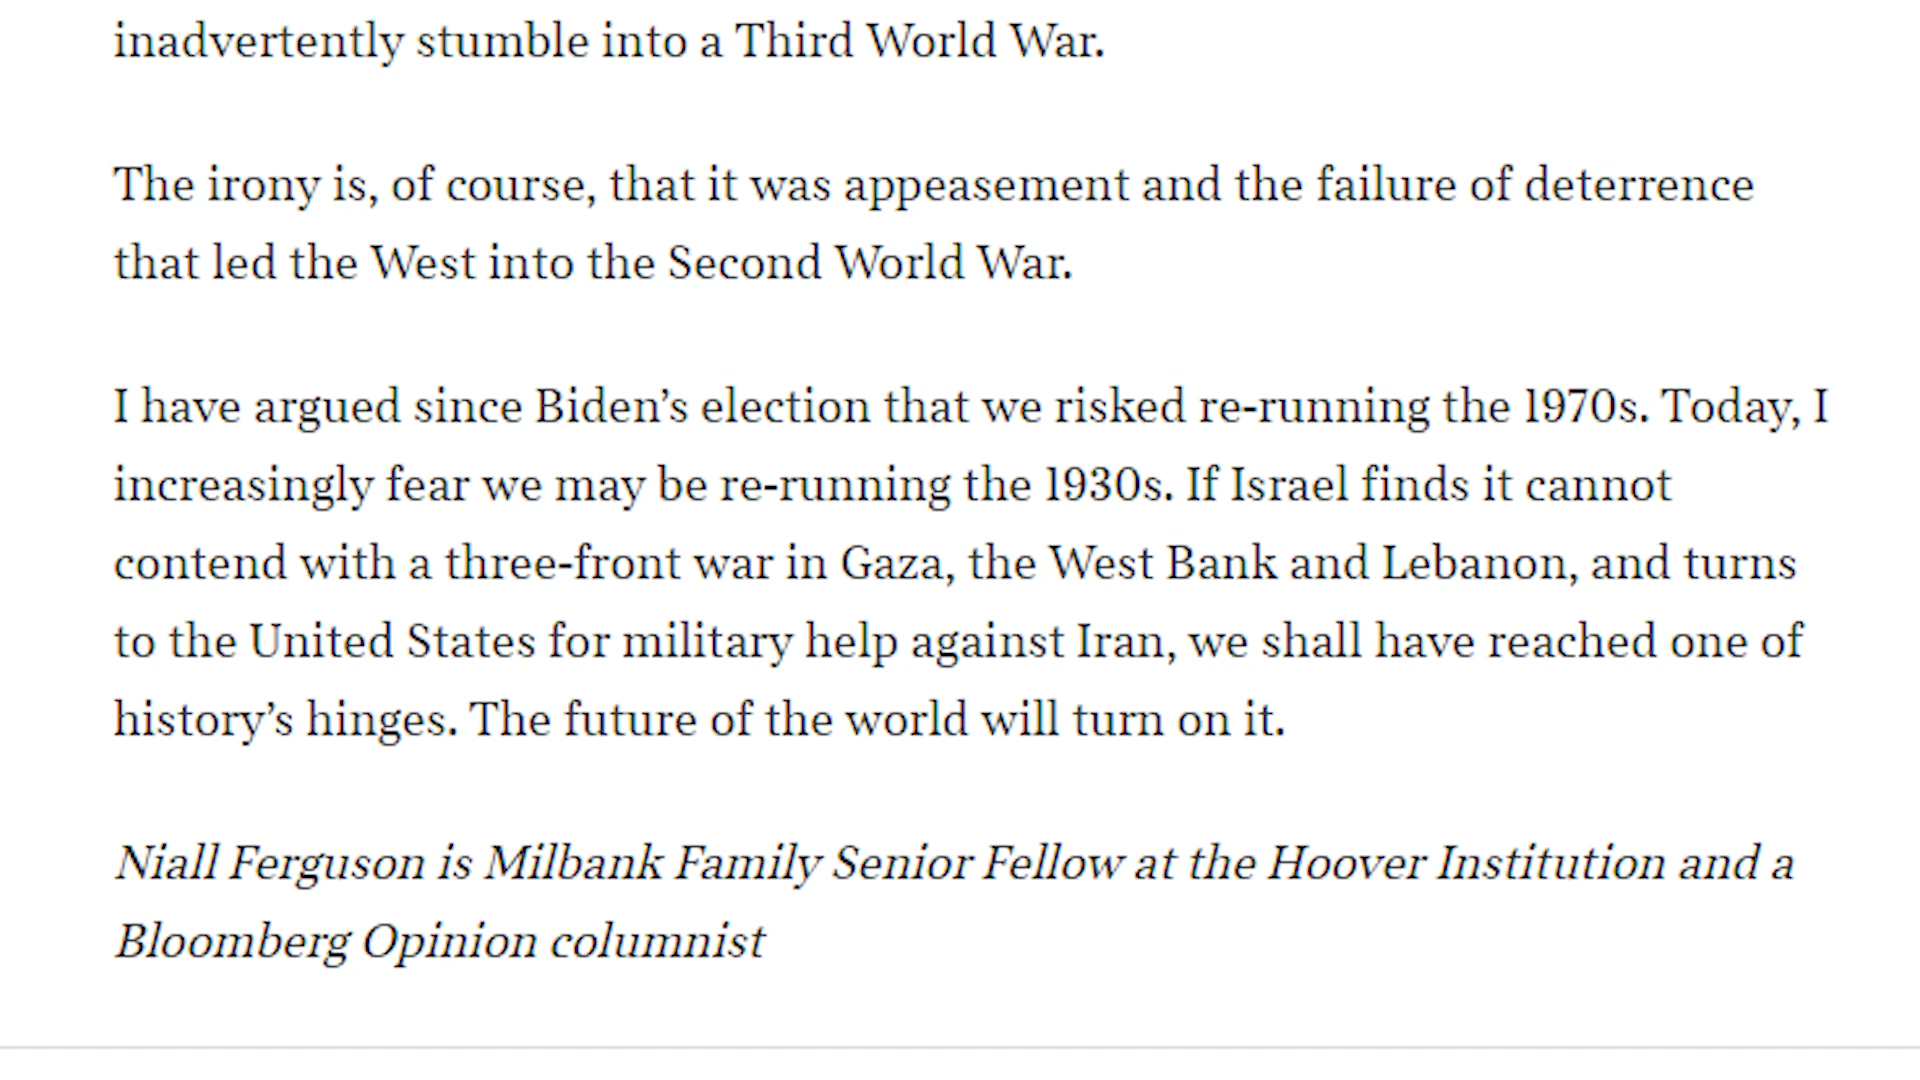 inadvertently stumble into a Third World War.
The irony is, of course, that it was appeasement and the failure of deterrence
that led the West into the Second World War.
I have argued since Biden’s election that we risked re-running the 1970s. Today, I
increasingly fear we may be re-running the 1930s. If Israel finds it cannot
contend with a three-front war in Gaza, the West Bank and Lebanon, and turns
to the United States for military help against Iran, we shall have reached one of
history’s hinges. The future of the world will turn on it.
Niall Ferguson is Milbank Family Senior Fellow at the Hoover Institution and a
Bloomberg Opinion columnist